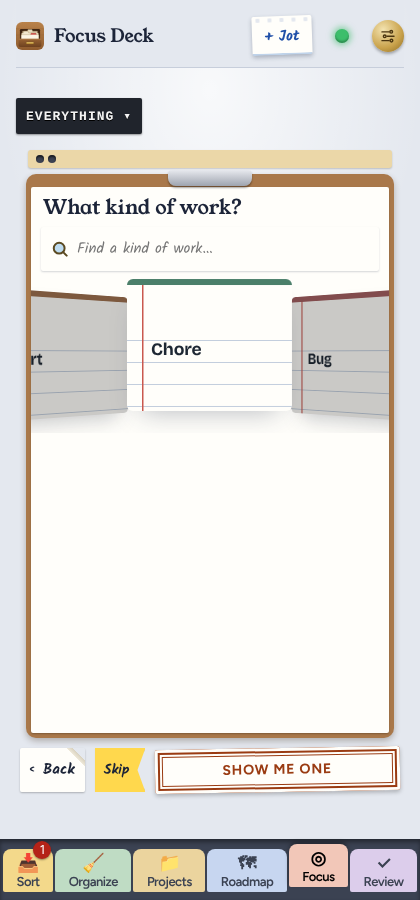 Focus Deck
+ Jot
EVERYTHING ▾
What kind of work?
Find a kind of work...
rt
Chore
Bug
< Back
Skip
SHOW ME ONE
1
Sort
Organize
Projects
Roadmap
Focus
Review